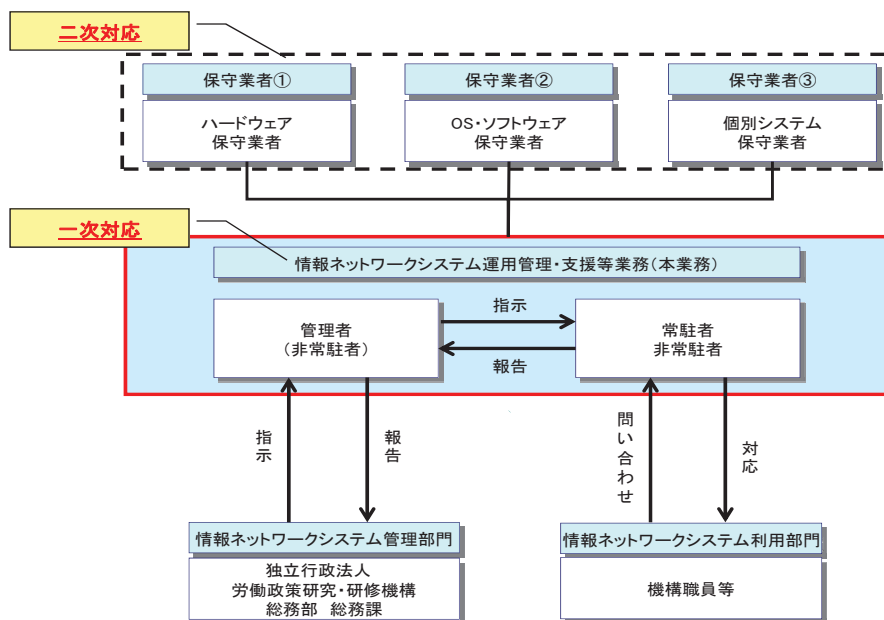 二次対応
保守業者①
保守業者②
保守業者③
ハードウェア
保守業者
OS・ソフトウェア
保守業者
個別システム
保守業者
一次対応
情報ネットワークシステム運用管理・支援等業務(本業務)
管理者
(非常駐者)
指示
報告
常駐者
非常駐者
指示
報告
問い合わせ
対応
情報ネットワークシステム管理部門
独立行政法人
労働政策研究・研修機構
総務部 総務課
情報ネットワークシステム利用部門
機構職員等